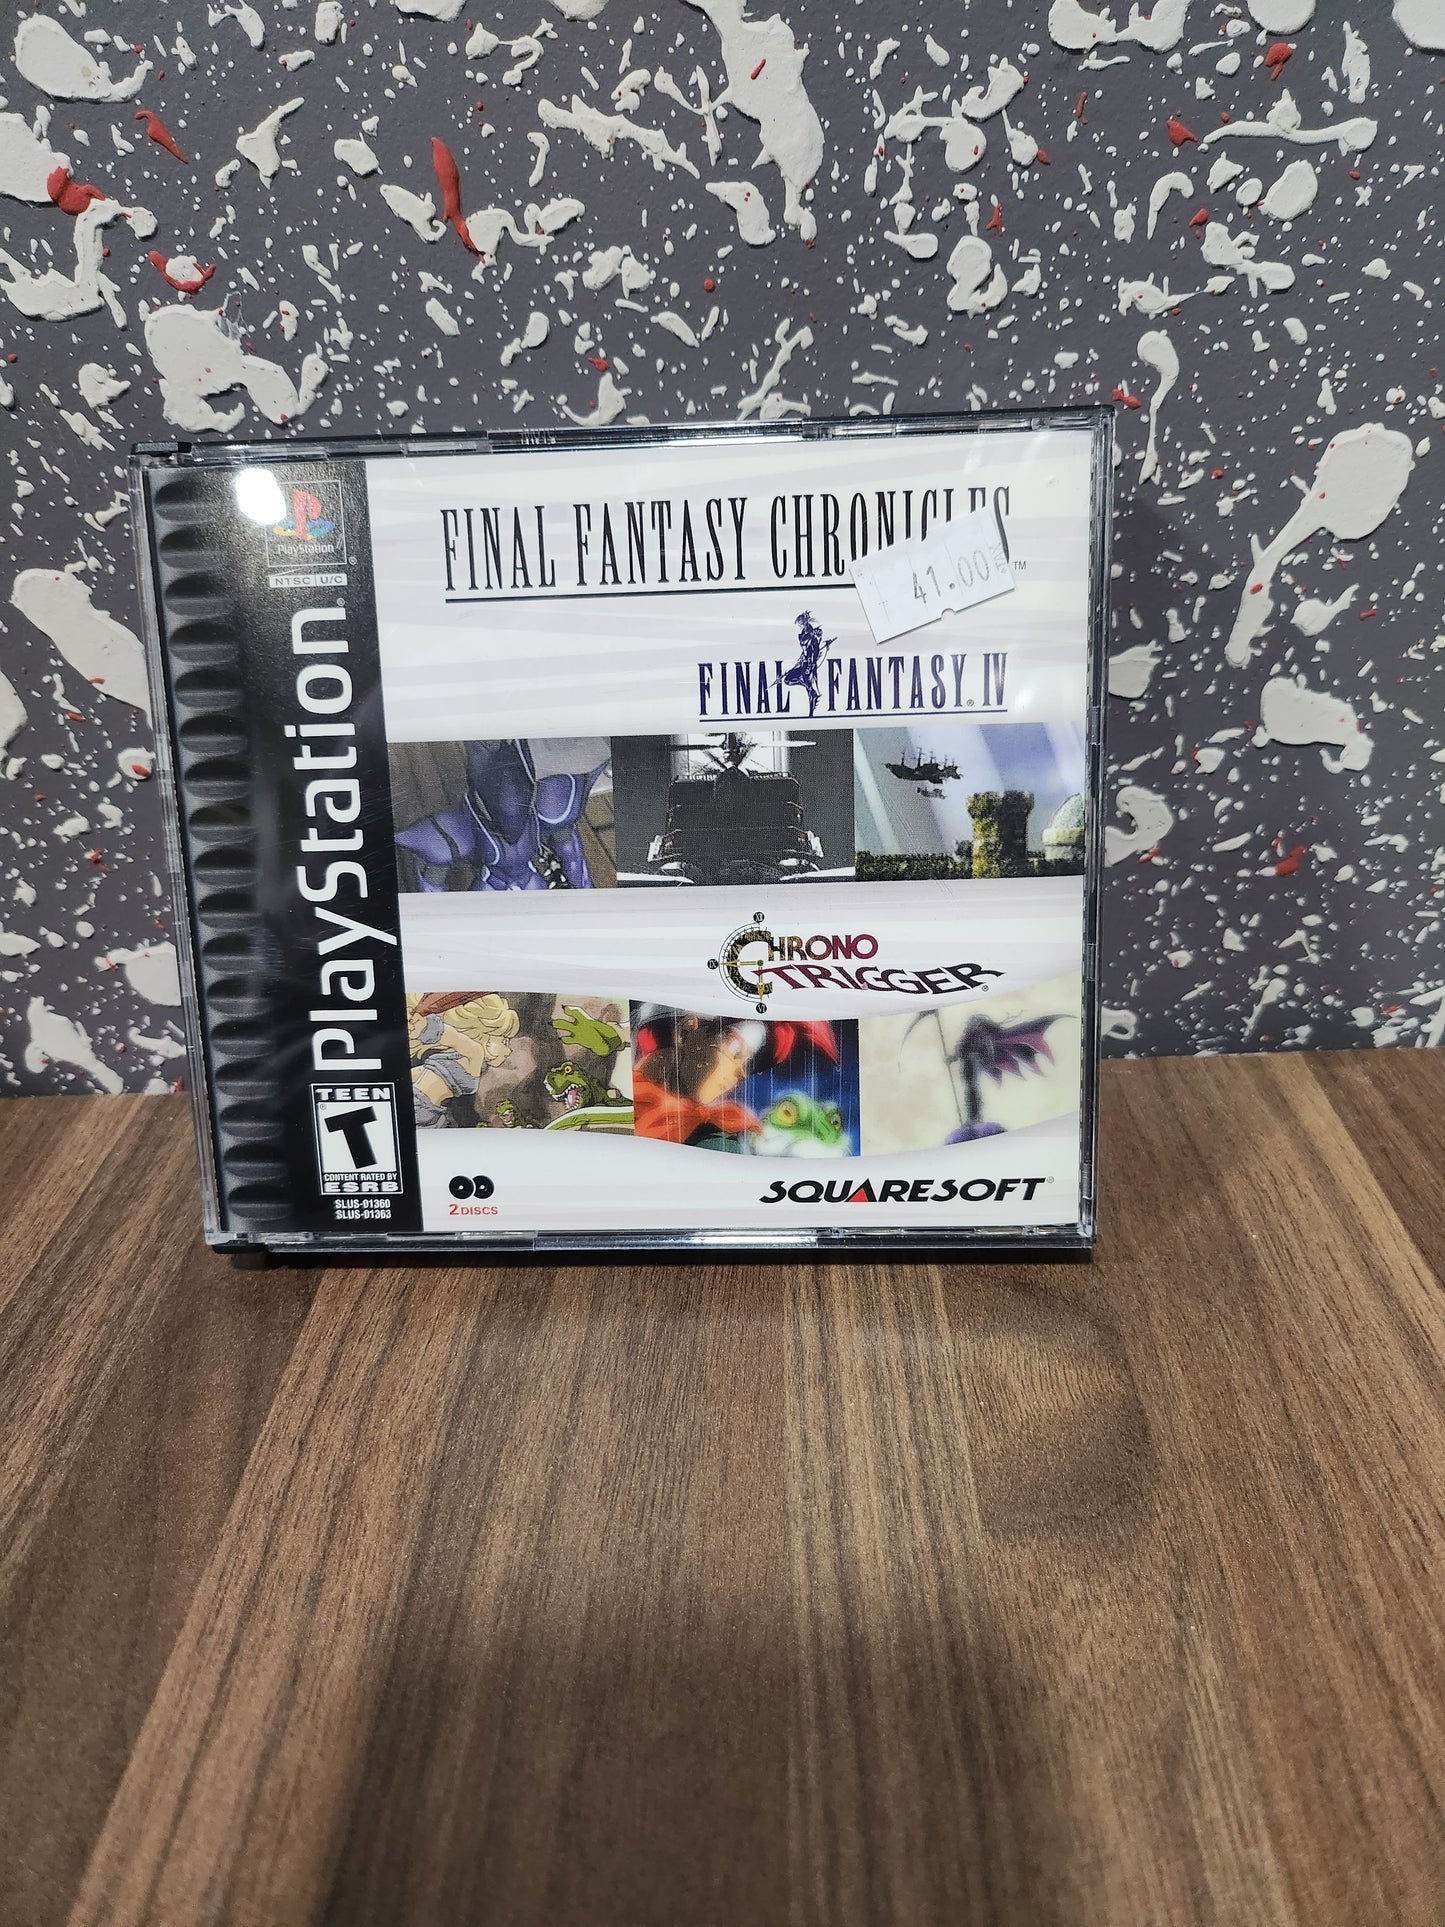 PlayStation
NTSC U/C
PlayStation
FINAL FANTASY CHRONICLES™
41.00
FINAL FANTASY® IV
CHRONO
TRIGGER®
TEEN
T
CONTENT RATED BY
ESRB
SLUS-01360
SLUS-01363
2 DISCS
SQUARESOFT®